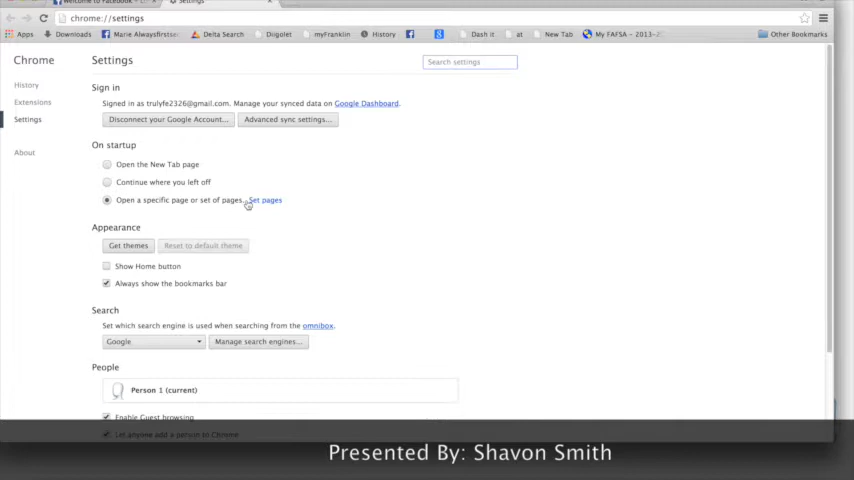 Welcome to Facebook -
Settings
chrome://settings
Apps Downloads Marie Alwaysfirstser Delta Search Diigolet myFranklin History Dash it at New Tab My FAFSA - 2013-20 Other Bookmarks
Chrome
History
Extensions
Settings
About
Settings
Search settings
Sign in
Signed in as trulyfe2326@gmail.com. Manage your synced data on Google Dashboard.
Disconnect your Google Account... Advanced sync settings...
On startup
Open the New Tab page
Continue where you left off
Open a specific page or set of pages. Set pages
Appearance
Get themes Reset to default theme
Show Home button
Always show the bookmarks bar
Search
Set which search engine is used when searching from the omnibox.
Google Manage search engines...
People
Person 1 (current)
Enable Guest browsing
Let anyone add a person to Chrome
Presented By: Shavon Smith